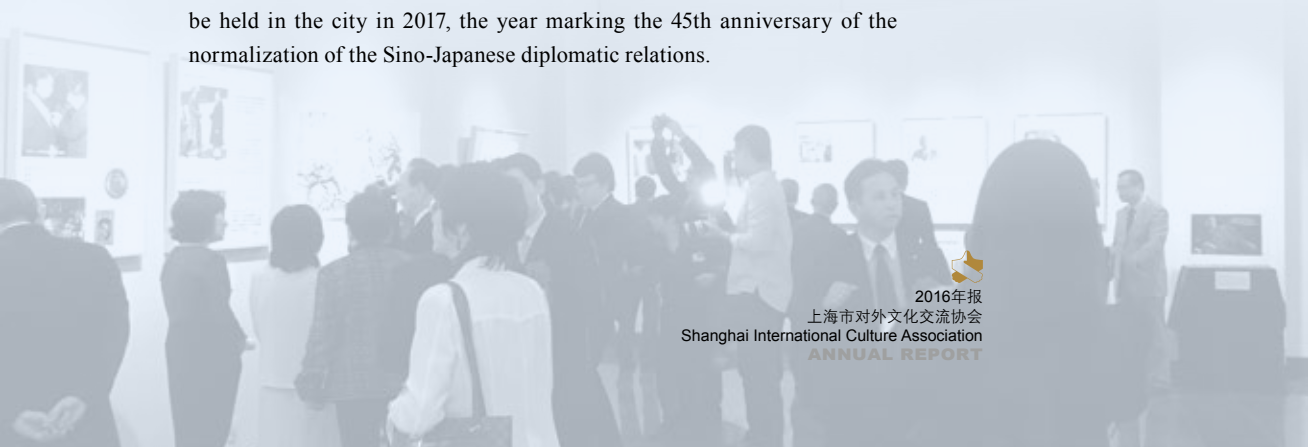 be held in the city in 2017, the year marking the 45th anniversary of the
normalization of the Sino-Japanese diplomatic relations.
2016年报
上海市对外文化交流协会
Shanghai International Culture Association
ANNUAL REPORT